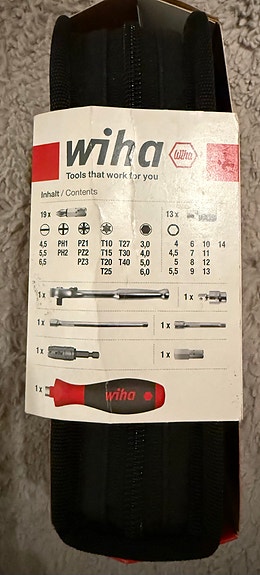 wiha
Wiha
Tools that work for you
Inhalt / Contents
19 x 13 x
4,5 PH1 PZ1 T10 T27 3,0 4 6 10 14
5,5 PH2 PZ2 T15 T30 4,0 4,5 7 11
6,5 PZ3 T20 T40 5,0 5 8 12
T25 6,0 5,5 9 13
1 x 1 x
1 x 1 x
1 x 1 x
1 x
wiha